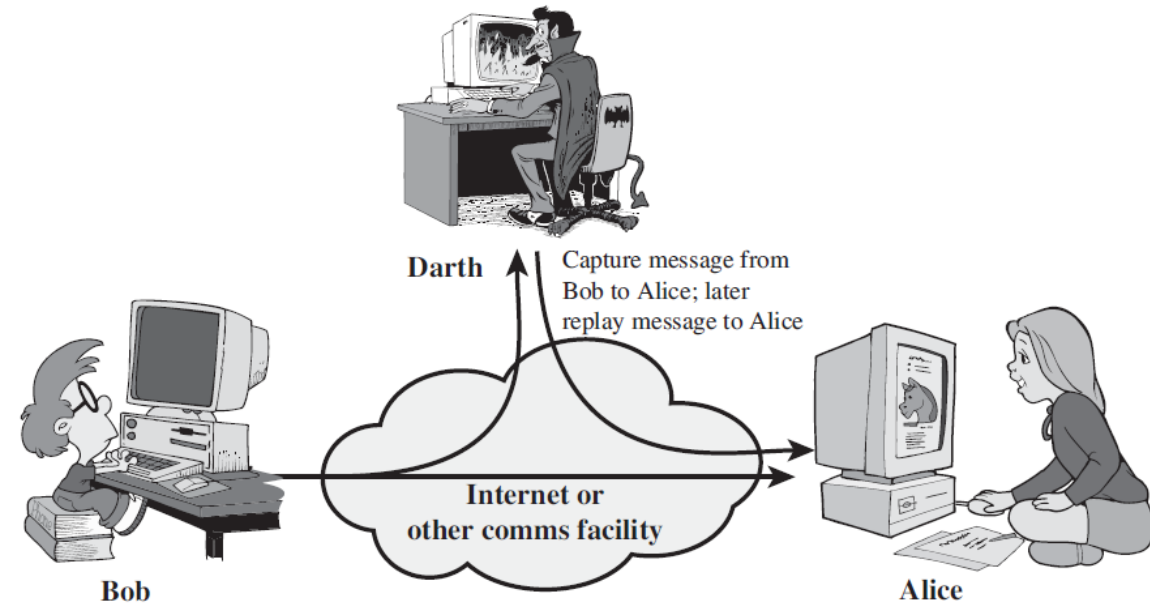 Darth
Capture message from
Bob to Alice; later
replay message to Alice
Internet or
other comms facility
Bob
Alice